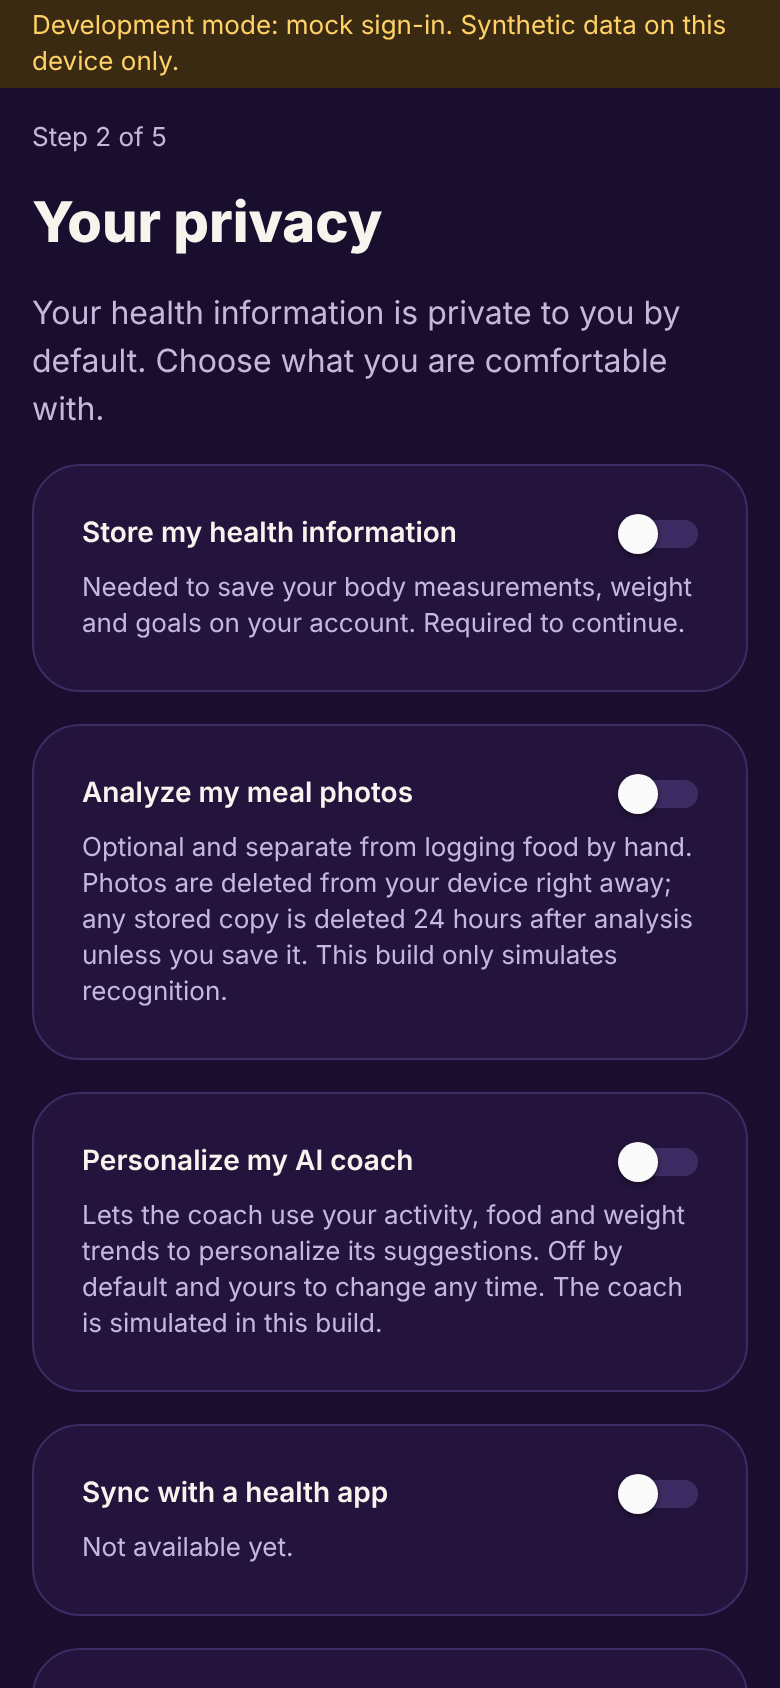 Development mode: mock sign-in. Synthetic data on this
device only.
Step 2 of 5
Your privacy
Your health information is private to you by
default. Choose what you are comfortable
with.
Store my health information
Needed to save your body measurements, weight
and goals on your account. Required to continue.
Analyze my meal photos
Optional and separate from logging food by hand.
Photos are deleted from your device right away;
any stored copy is deleted 24 hours after analysis
unless you save it. This build only simulates
recognition.
Personalize my AI coach
Lets the coach use your activity, food and weight
trends to personalize its suggestions. Off by
default and yours to change any time. The coach
is simulated in this build.
Sync with a health app
Not available yet.